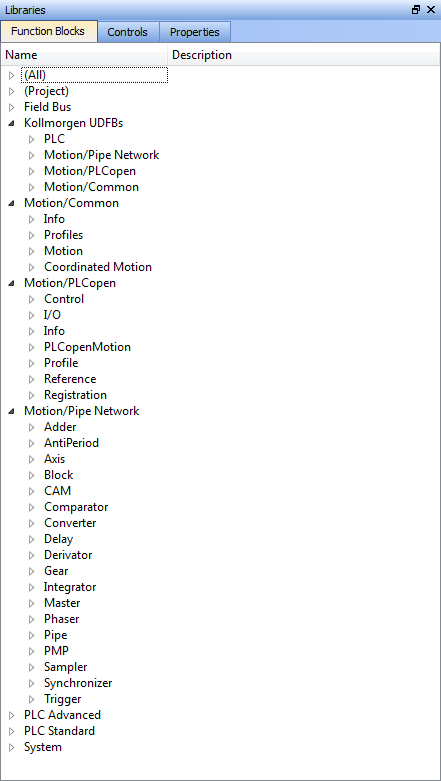 Libraries
Function Blocks Controls Properties
Name Description
(All)
(Project)
Field Bus
Kollmorgen UDFBs
PLC
Motion/Pipe Network
Motion/PLCopen
Motion/Common
Motion/Common
Info
Profiles
Motion
Coordinated Motion
Motion/PLCopen
Control
I/O
Info
PLCopenMotion
Profile
Reference
Registration
Motion/Pipe Network
Adder
AntiPeriod
Axis
Block
CAM
Comparator
Converter
Delay
Derivator
Gear
Integrator
Master
Phaser
Pipe
PMP
Sampler
Synchronizer
Trigger
PLC Advanced
PLC Standard
System